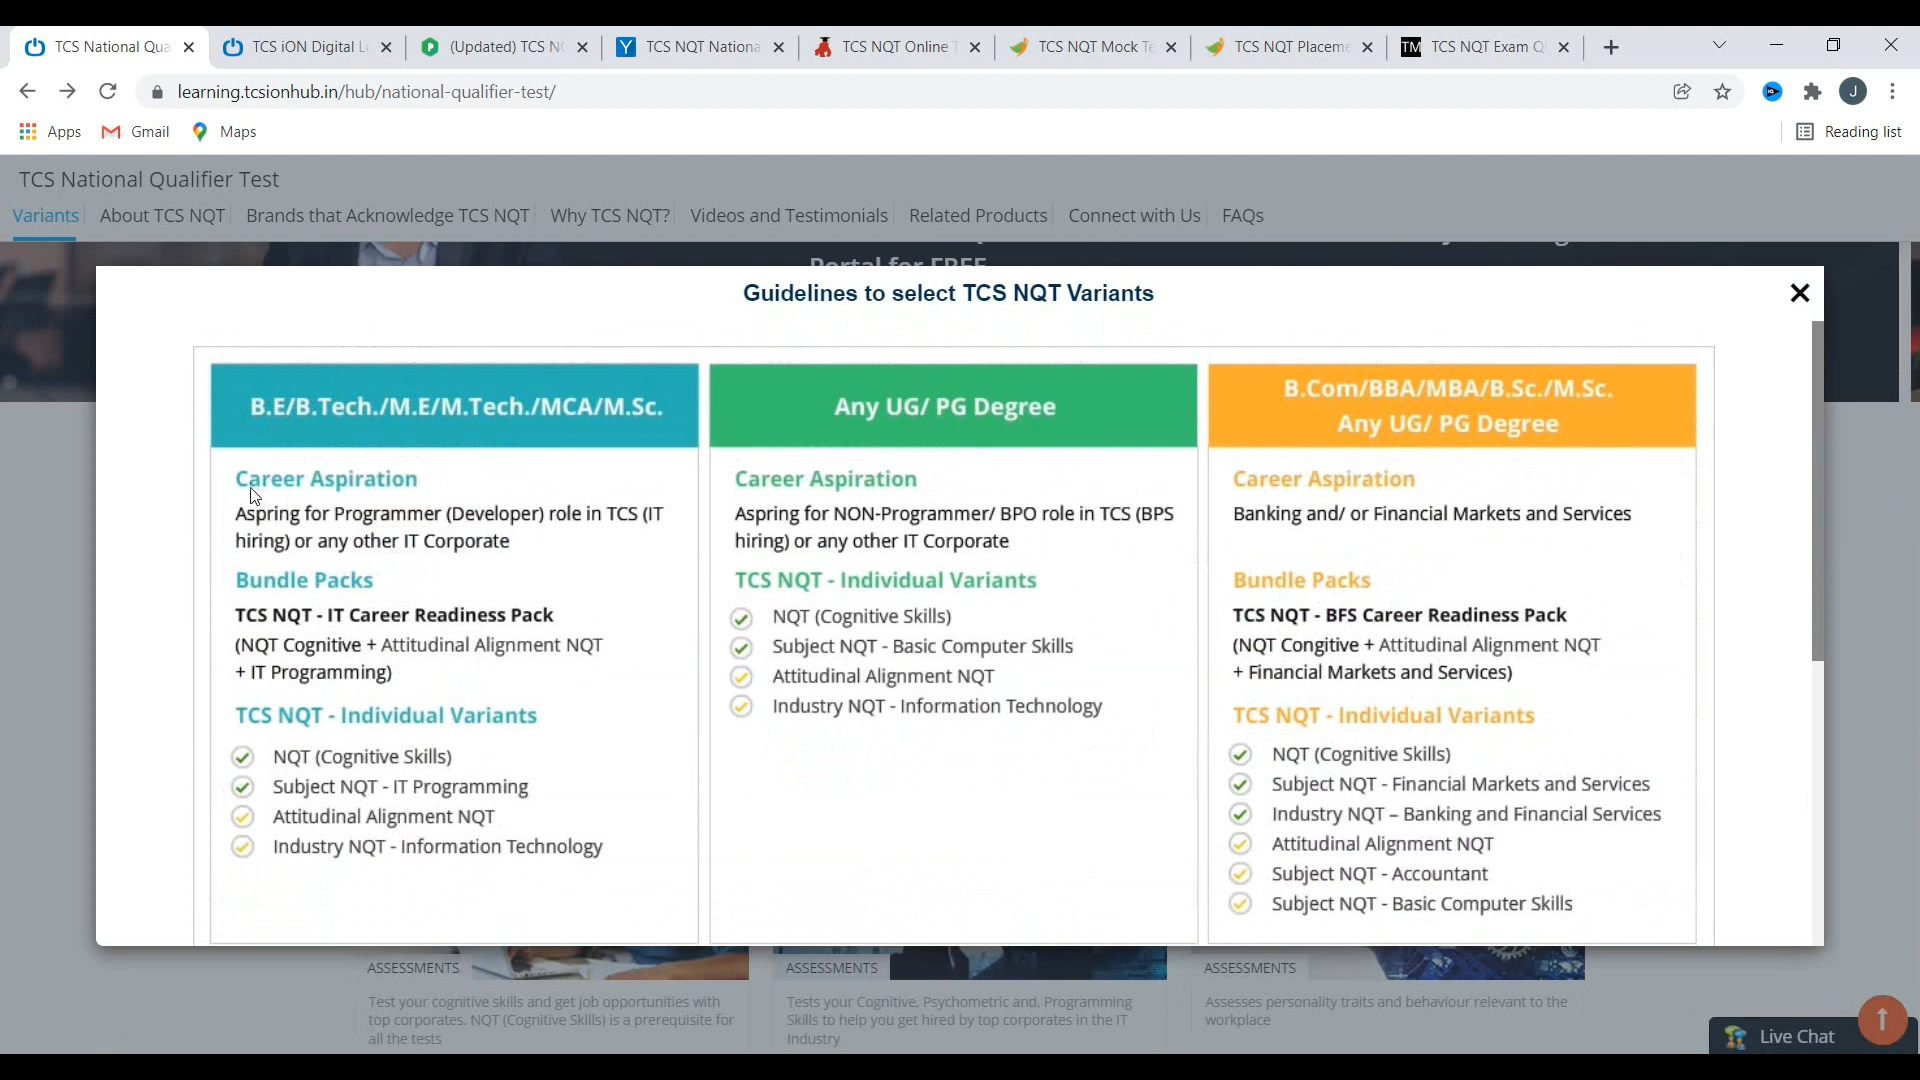 TCS National Qua
TCS iON Digital L
(Updated) TCS N
TCS NQT Nationa
TCS NQT Online T
TCS NQT Mock Te
TCS NQT Placeme
TM
TCS NQT Exam Q
learning.tcsionhub.in/hub/national-qualifier-test/
J
Apps
Gmail
Maps
Reading list
TCS National Qualifier Test
Variants
About TCS NQT
Brands that Acknowledge TCS NQT
Why TCS NQT?
Videos and Testimonials
Related Products
Connect with Us
FAQs
Portal for FREE
Guidelines to select TCS NQT Variants
B.E/B.Tech./M.E/M.Tech./MCA/M.Sc.
Career Aspiration
Aspring for Programmer (Developer) role in TCS (IT
hiring) or any other IT Corporate
Bundle Packs
TCS NQT - IT Career Readiness Pack
(NQT Cognitive + Attitudinal Alignment NQT
+ IT Programming)
TCS NQT - Individual Variants
NQT (Cognitive Skills)
Subject NQT - IT Programming
Attitudinal Alignment NQT
Industry NQT - Information Technology
Any UG/ PG Degree
Career Aspiration
Aspring for NON-Programmer/ BPO role in TCS (BPS
hiring) or any other IT Corporate
TCS NQT - Individual Variants
NQT (Cognitive Skills)
Subject NQT - Basic Computer Skills
Attitudinal Alignment NQT
Industry NQT - Information Technology
B.Com/BBA/MBA/B.Sc./M.Sc.
Any UG/ PG Degree
Career Aspiration
Banking and/ or Financial Markets and Services
Bundle Packs
TCS NQT - BFS Career Readiness Pack
(NQT Congitive + Attitudinal Alignment NQT
+ Financial Markets and Services)
TCS NQT - Individual Variants
NQT (Cognitive Skills)
Subject NQT - Financial Markets and Services
Industry NQT – Banking and Financial Services
Attitudinal Alignment NQT
Subject NQT - Accountant
Subject NQT - Basic Computer Skills
ASSESSMENTS
Test your cognitive skills and get job opportunities with
top corporates. NQT (Cognitive Skills) is a prerequisite for
all the tests
ASSESSMENTS
Tests your Cognitive, Psychometric and, Programming
Skills to help you get hired by top corporates in the IT
Industry
ASSESSMENTS
Assesses personality traits and behaviour relevant to the
workplace
Live Chat